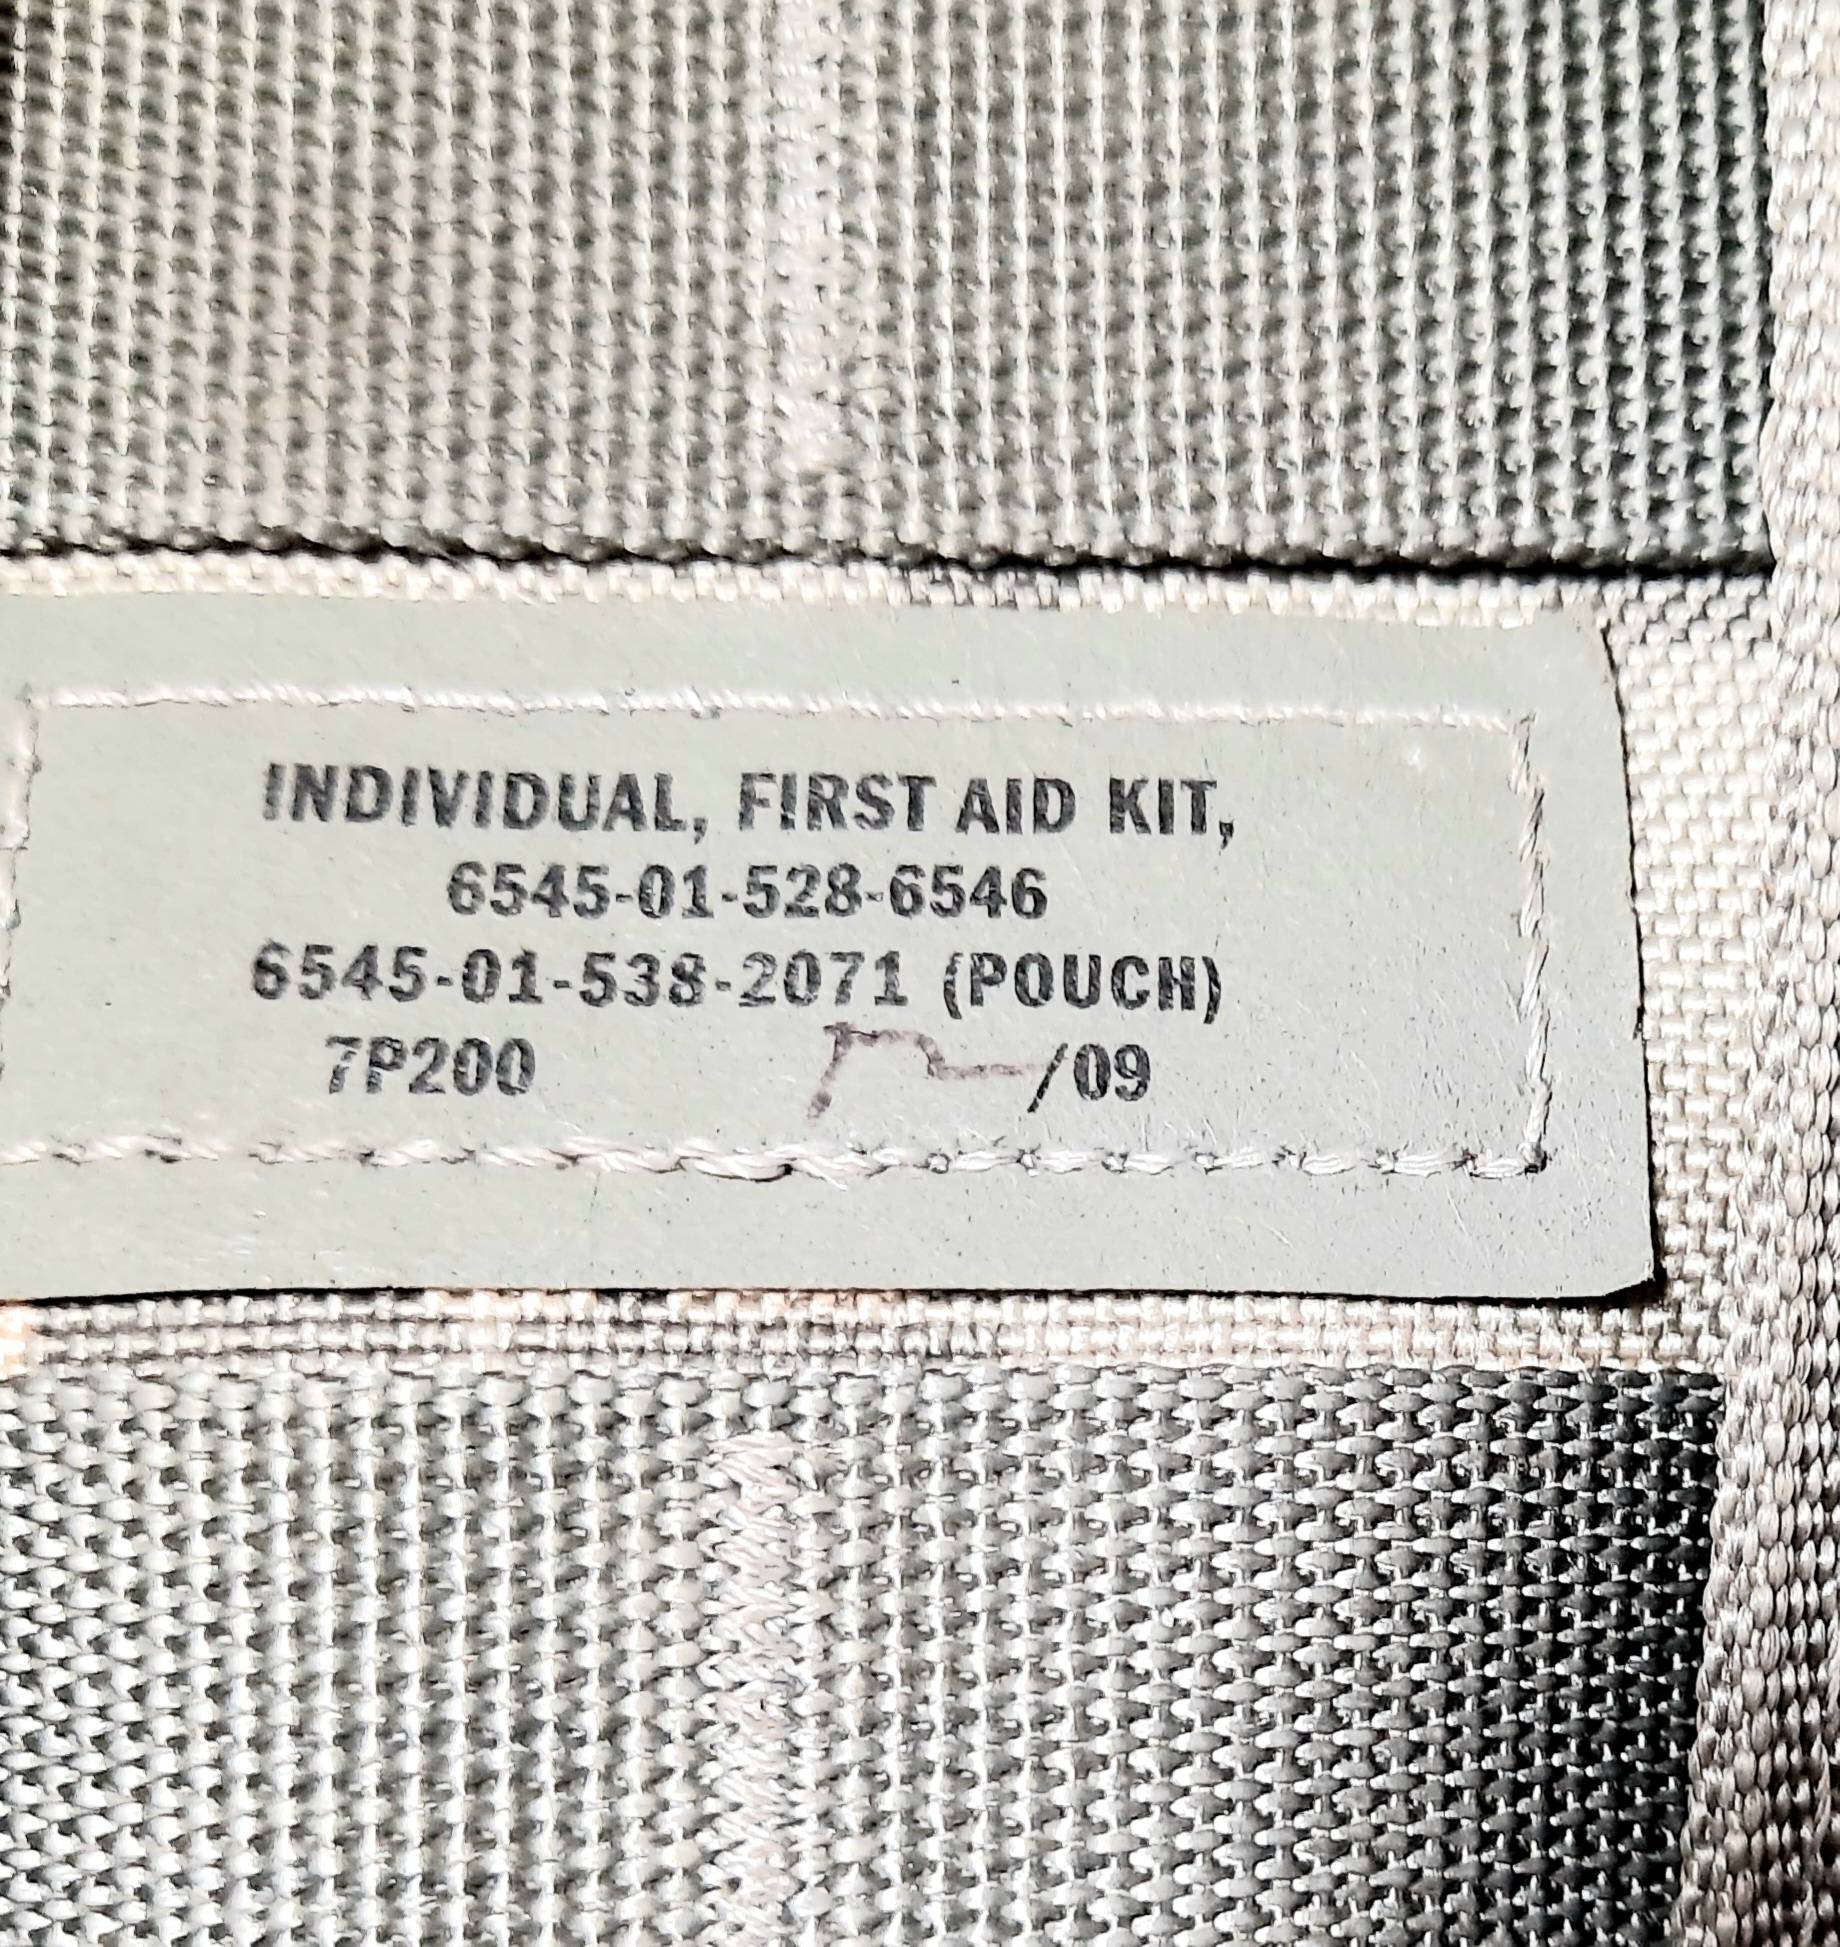 INDIVIDUAL, FIRST AID KIT,
6545-01-528-6546
6545-01-538-2071 (POUCH)
7P200 /09